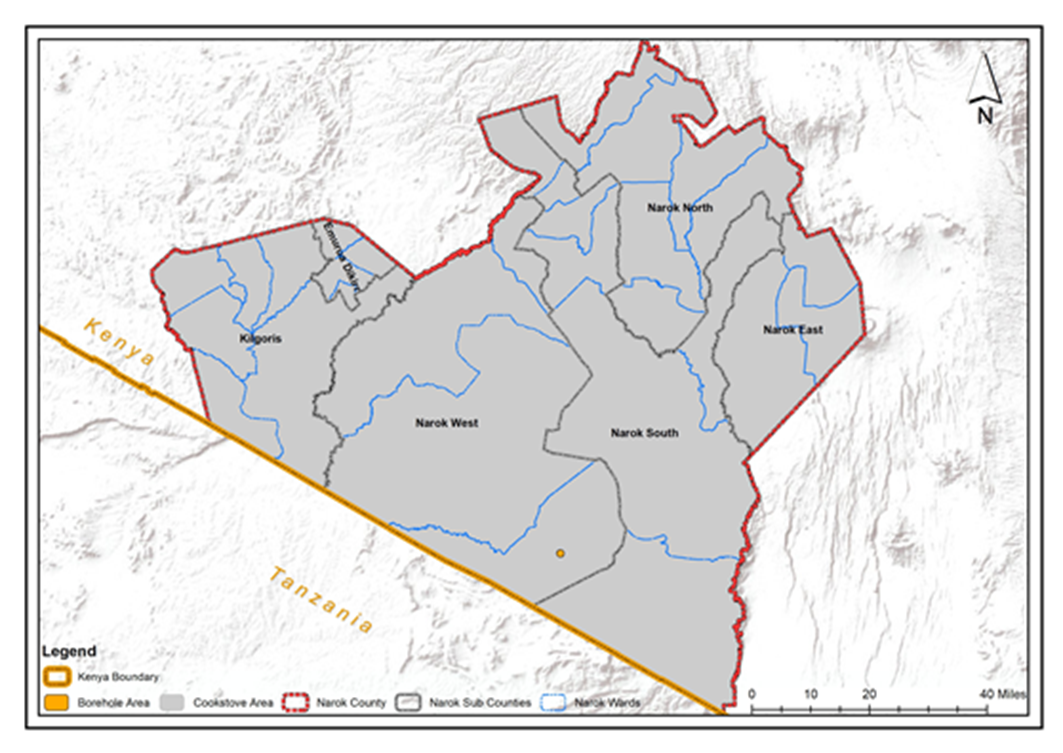 N
Narok North
Emurua Dikirr
Narok East
Kilgoris
Kenya
Narok West
Narok South
Tanzania
Legend
Kenya Boundary
Borehole Area
Cookstove Area
Narok County
Narok Sub Counties
Narok Wards
0 10 20 40 Miles